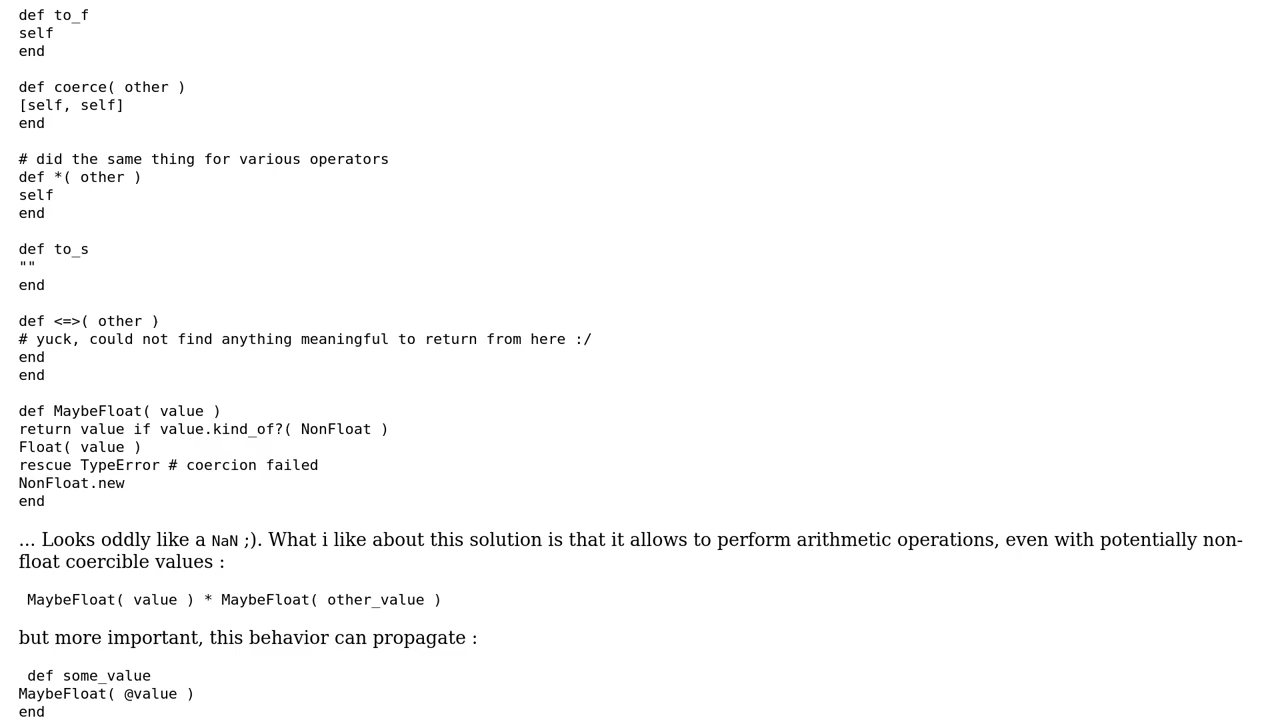 def to_f
self
end
def coerce( other )
[self, self]
end
# did the same thing for various operators
def *( other )
self
end
def to_s
""
end
def <=>( other )
# yuck, could not find anything meaningful to return from here :/
end
end
def MaybeFloat( value )
return value if value.kind_of?( NonFloat )
Float( value )
rescue TypeError # coercion failed
NonFloat.new
end
... Looks oddly like a NaN ;). What i like about this solution is that it allows to perform arithmetic operations, even with potentially non-
float coercible values :
MaybeFloat( value ) * MaybeFloat( other_value )
but more important, this behavior can propagate :
def some_value
MaybeFloat( @value )
end